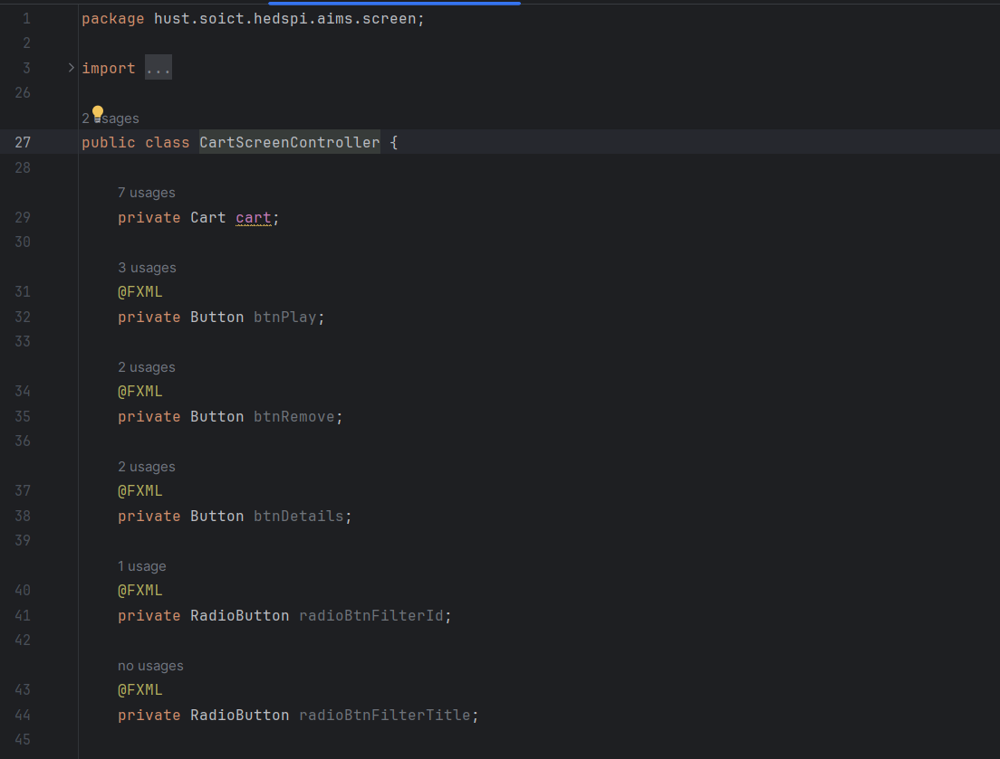 1 package hust.soict.hedspi.aims.screen;
2
3 import ...
26
2 usages
27 public class CartScreenController {
28
7 usages
29 private Cart cart;
30
3 usages
31 @FXML
32 private Button btnPlay;
33
2 usages
34 @FXML
35 private Button btnRemove;
36
2 usages
37 @FXML
38 private Button btnDetails;
39
1 usage
40 @FXML
41 private RadioButton radioBtnFilterId;
42
no usages
43 @FXML
44 private RadioButton radioBtnFilterTitle;
45